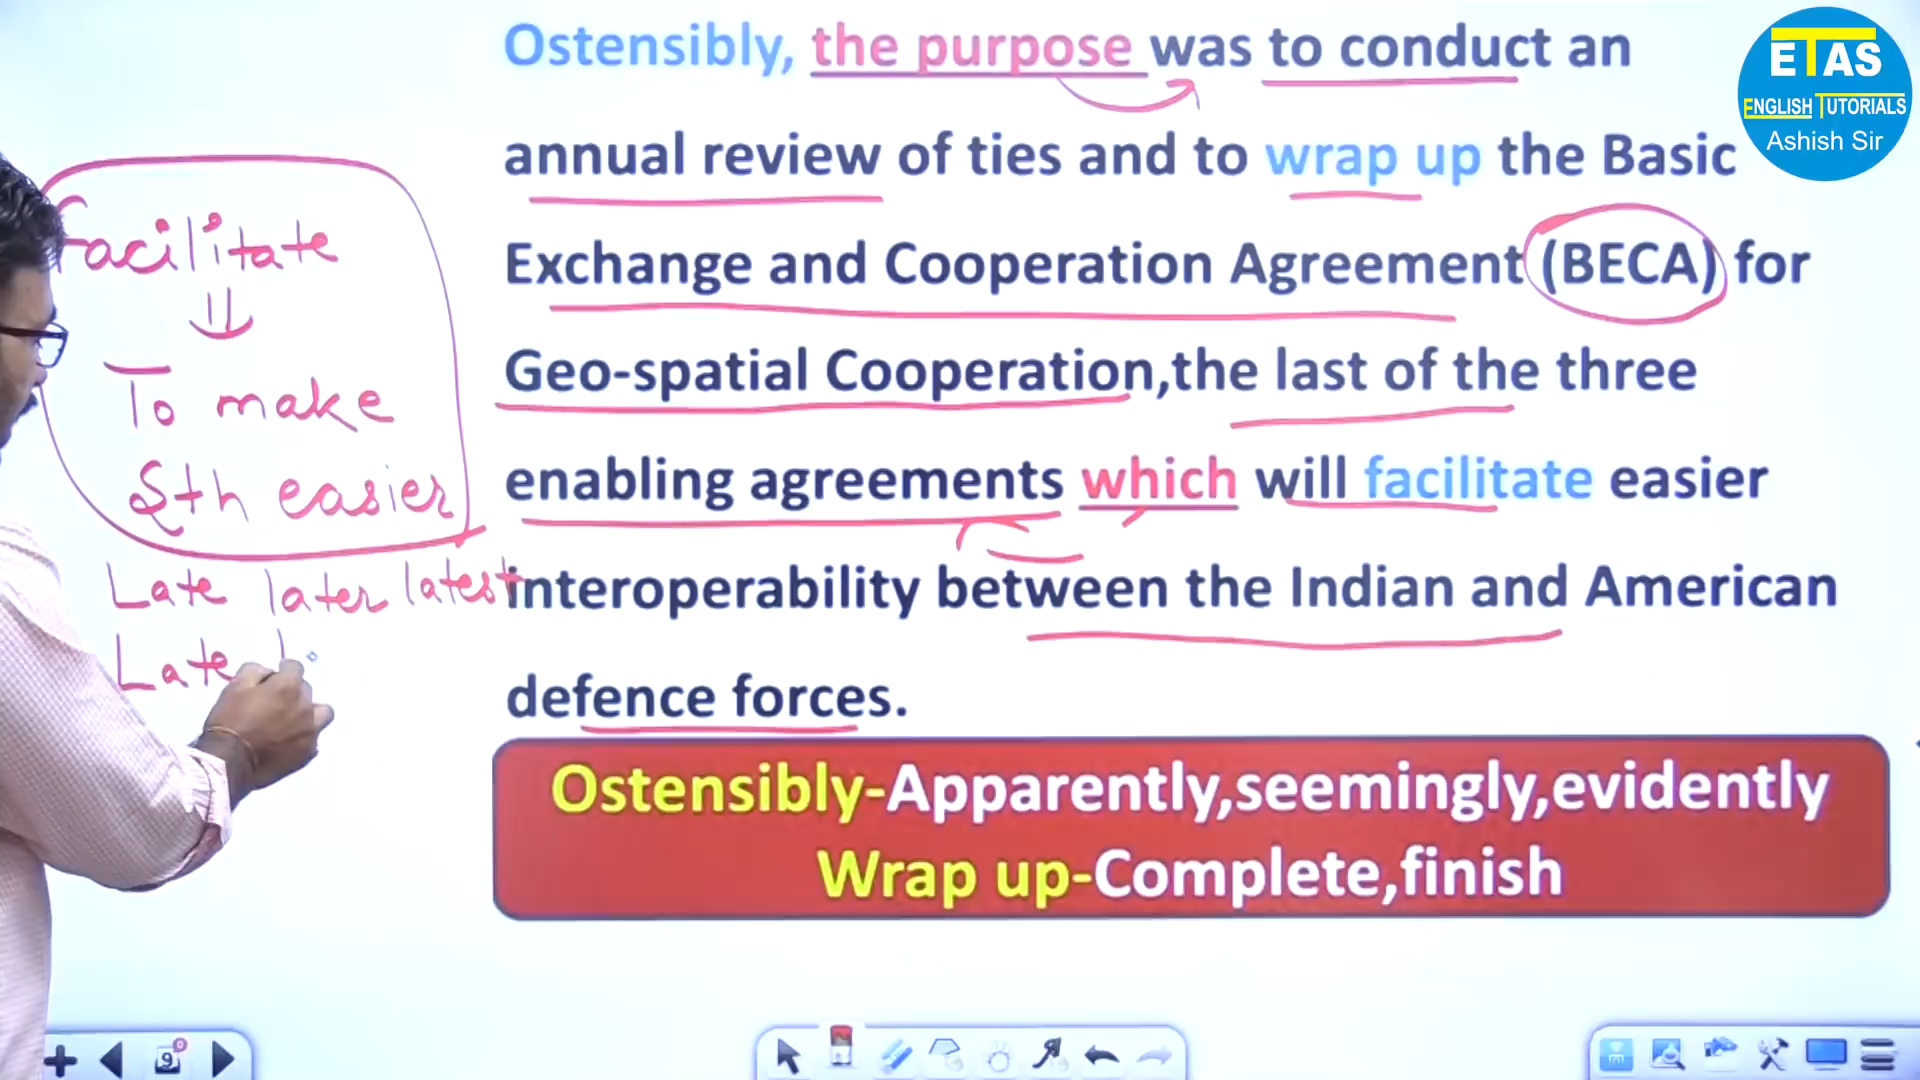 Ostensibly, the purpose was to conduct an
annual review of ties and to wrap up the Basic
Exchange and Cooperation Agreement (BECA) for
Geo-spatial Cooperation,the last of the three
enabling agreements which will facilitate easier
interoperability between the Indian and American
defence forces.
Ostensibly-Apparently,seemingly,evidently
Wrap up-Complete,finish
facilitate
To make
Sth easier
Late later latest
Late
ETAS
ENGLISH TUTORIALS
Ashish Sir
9
0